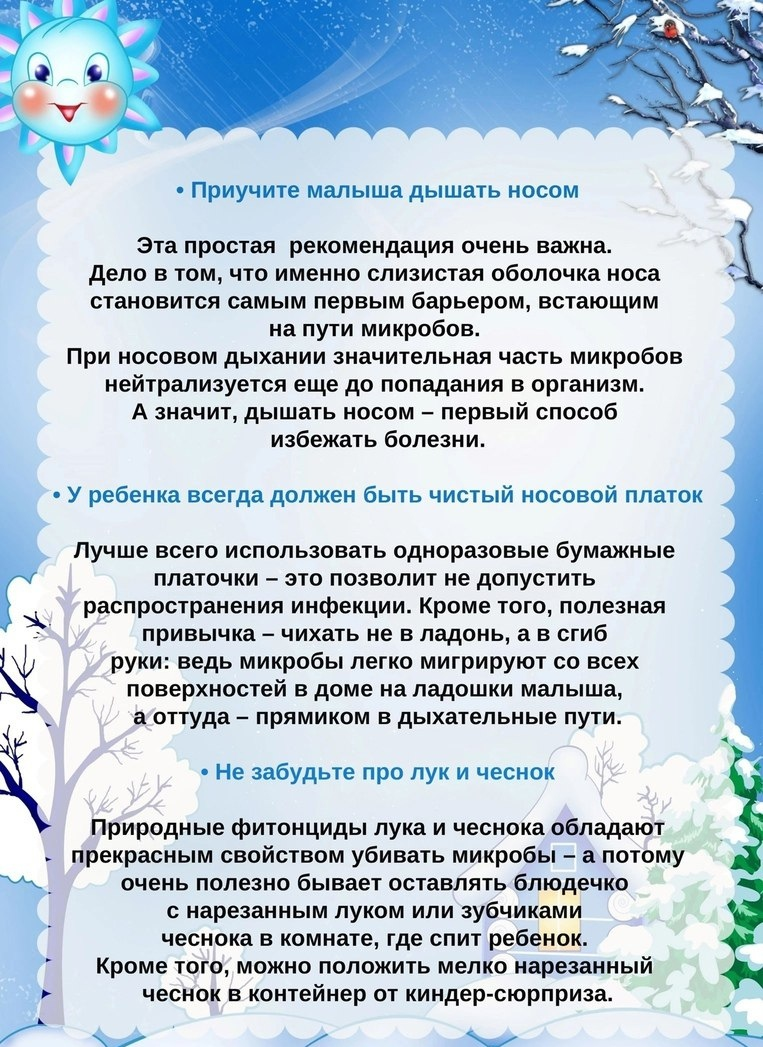 • Приучите малыша дышать носом
Эта простая  рекомендация очень важна.
Дело в том, что именно слизистая оболочка носа
становится самым первым барьером, встающим
на пути микробов.
При носовом дыхании значительная часть микробов
нейтрализуется еще до попадания в организм.
А значит, дышать носом – первый способ
избежать болезни.
• У ребенка всегда должен быть чистый носовой платок
Лучше всего использовать одноразовые бумажные
платочки – это позволит не допустить
распространения инфекции. Кроме того, полезная
привычка – чихать не в ладонь, а в сгиб
руки: ведь микробы легко мигрируют со всех
поверхностей в доме на ладошки малыша,
а оттуда – прямиком в дыхательные пути.
• Не забудьте про лук и чеснок
Природные фитонциды лука и чеснока обладают
прекрасным свойством убивать микробы – а потому
очень полезно бывает оставлять блюдечко
с нарезанным луком или зубчиками
чеснока в комнате, где спит ребенок.
Кроме того, можно положить мелко нарезанный
чеснок в контейнер от киндер-сюрприза.